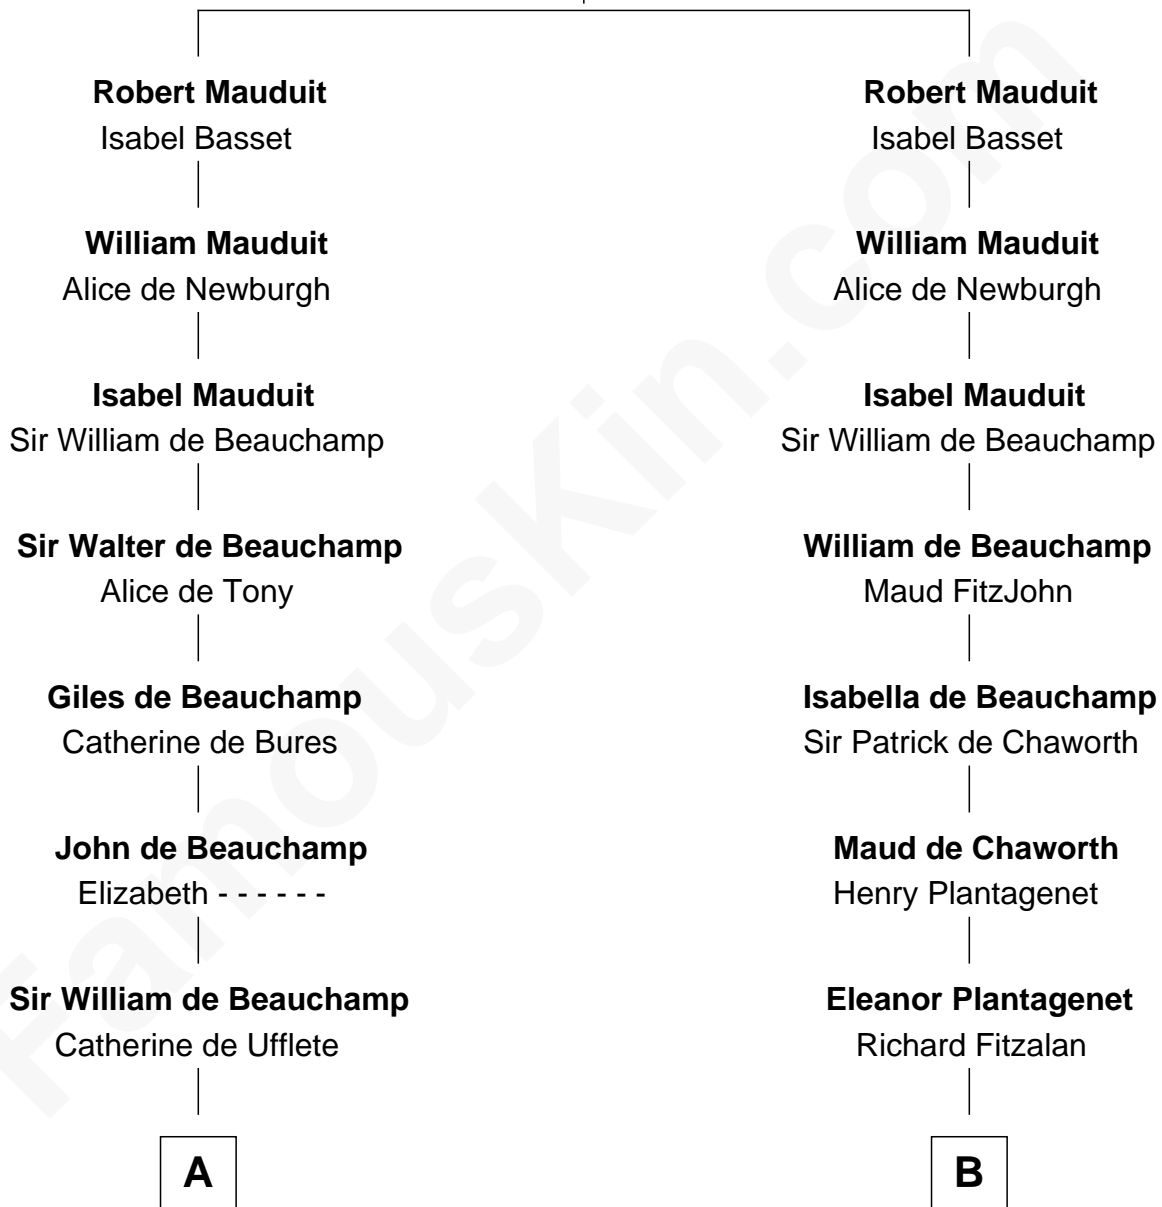 Robert Mauduit
Isabel Basset
William Mauduit
Alice de Newburgh
Isabel Mauduit
Sir William de Beauchamp
Sir Walter de Beauchamp
Alice de Tony
Giles de Beauchamp
Catherine de Bures
John de Beauchamp
Elizabeth - - - - - -
Sir William de Beauchamp
Catherine de Ufflete
A
Robert Mauduit
Isabel Basset
William Mauduit
Alice de Newburgh
Isabel Mauduit
Sir William de Beauchamp
William de Beauchamp
Maud FitzJohn
Isabella de Beauchamp
Sir Patrick de Chaworth
Maud de Chaworth
Henry Plantagenet
Eleanor Plantagenet
Richard Fitzalan
B
FamousKin.com